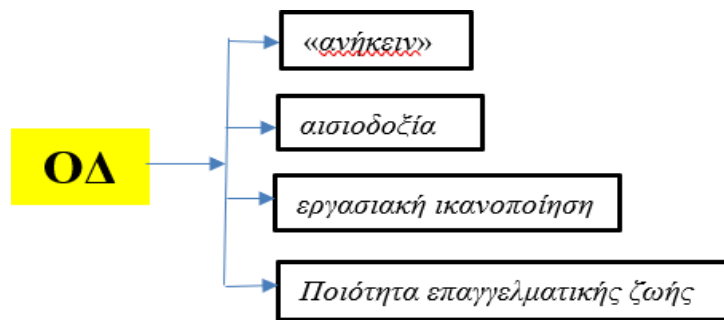 «ανήκειν»
αισιοδοξία
ΟΔ
εργασιακή ικανοποίηση
Ποιότητα επαγγελματικής ζωής